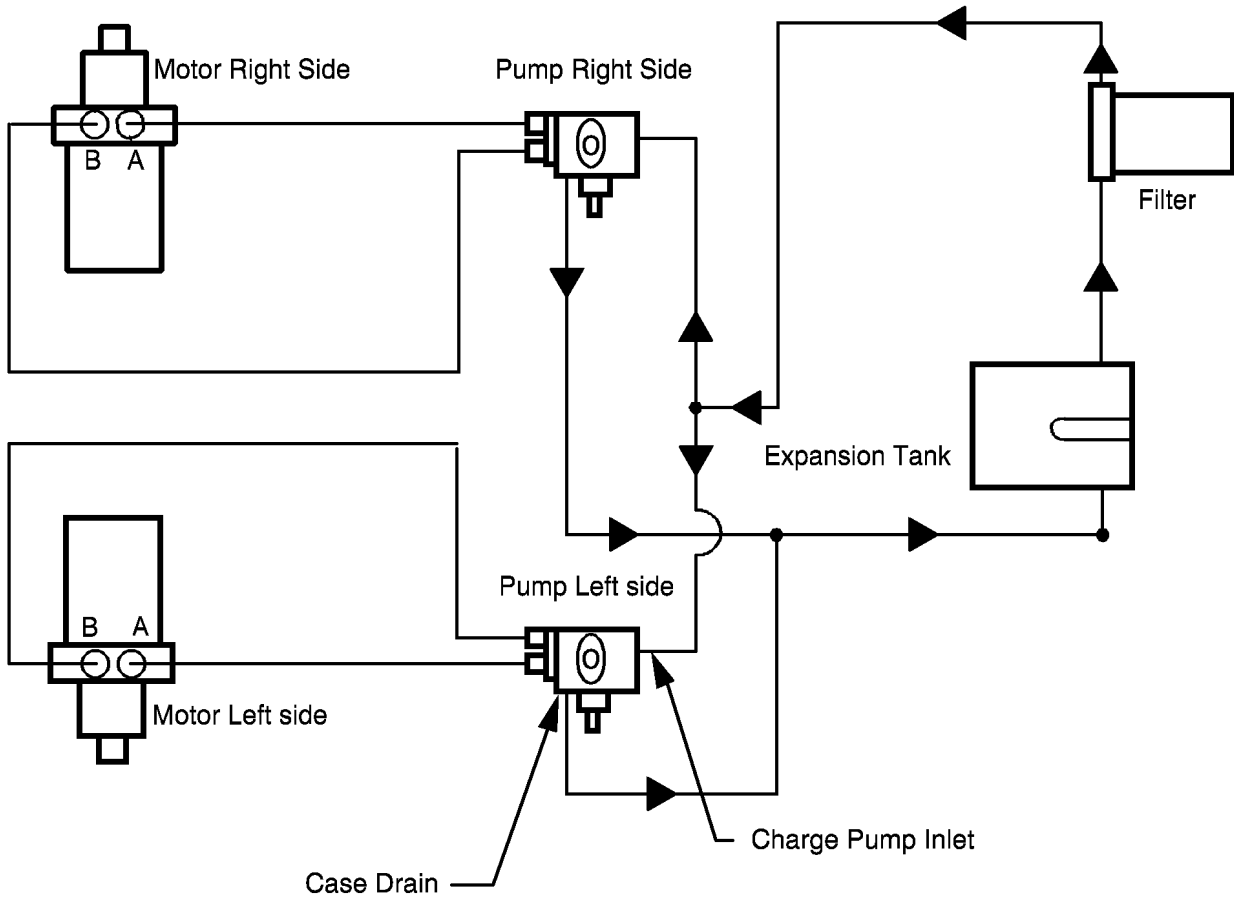 Motor Right Side
Pump Right Side
B A
Filter
Expansion Tank
Pump Left side
B A
Motor Left side
Charge Pump Inlet
Case Drain